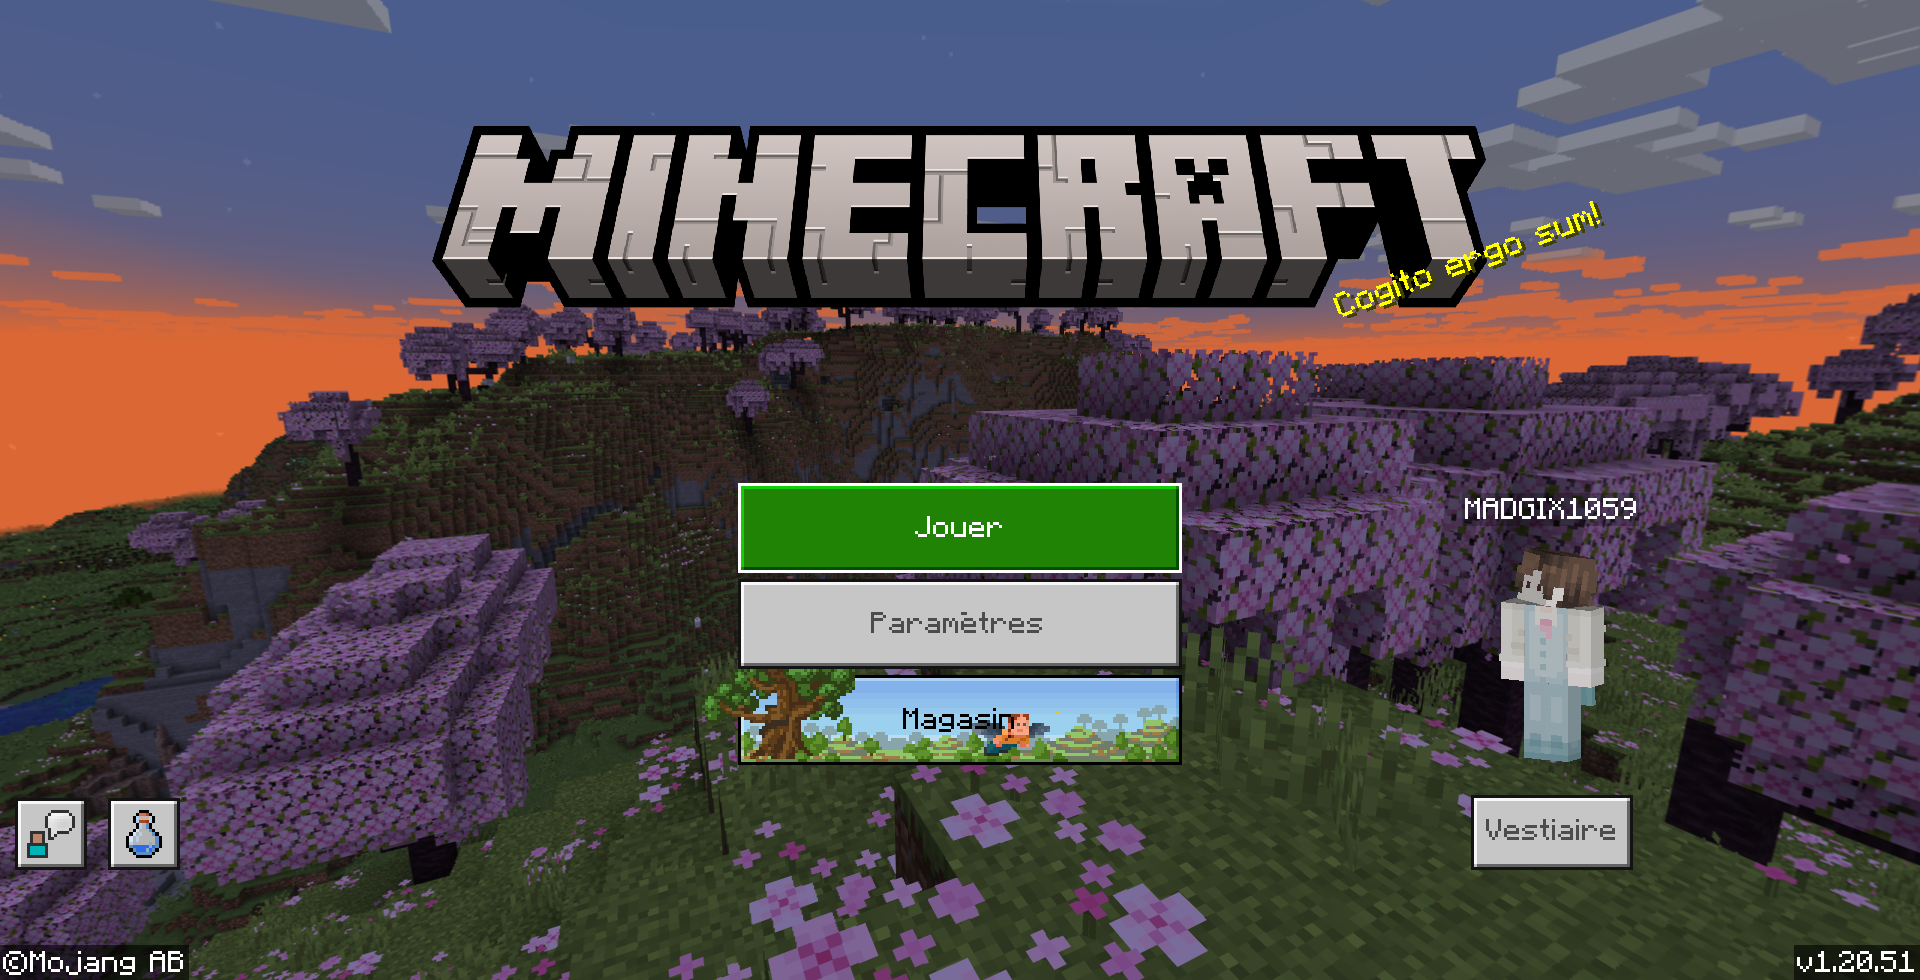 MINECRAFT
Cogito ergo sum!
Jouer
MADGIX1059
Paramètres
Magasin
Vestiaire
©Mojang AB
v1.20.51